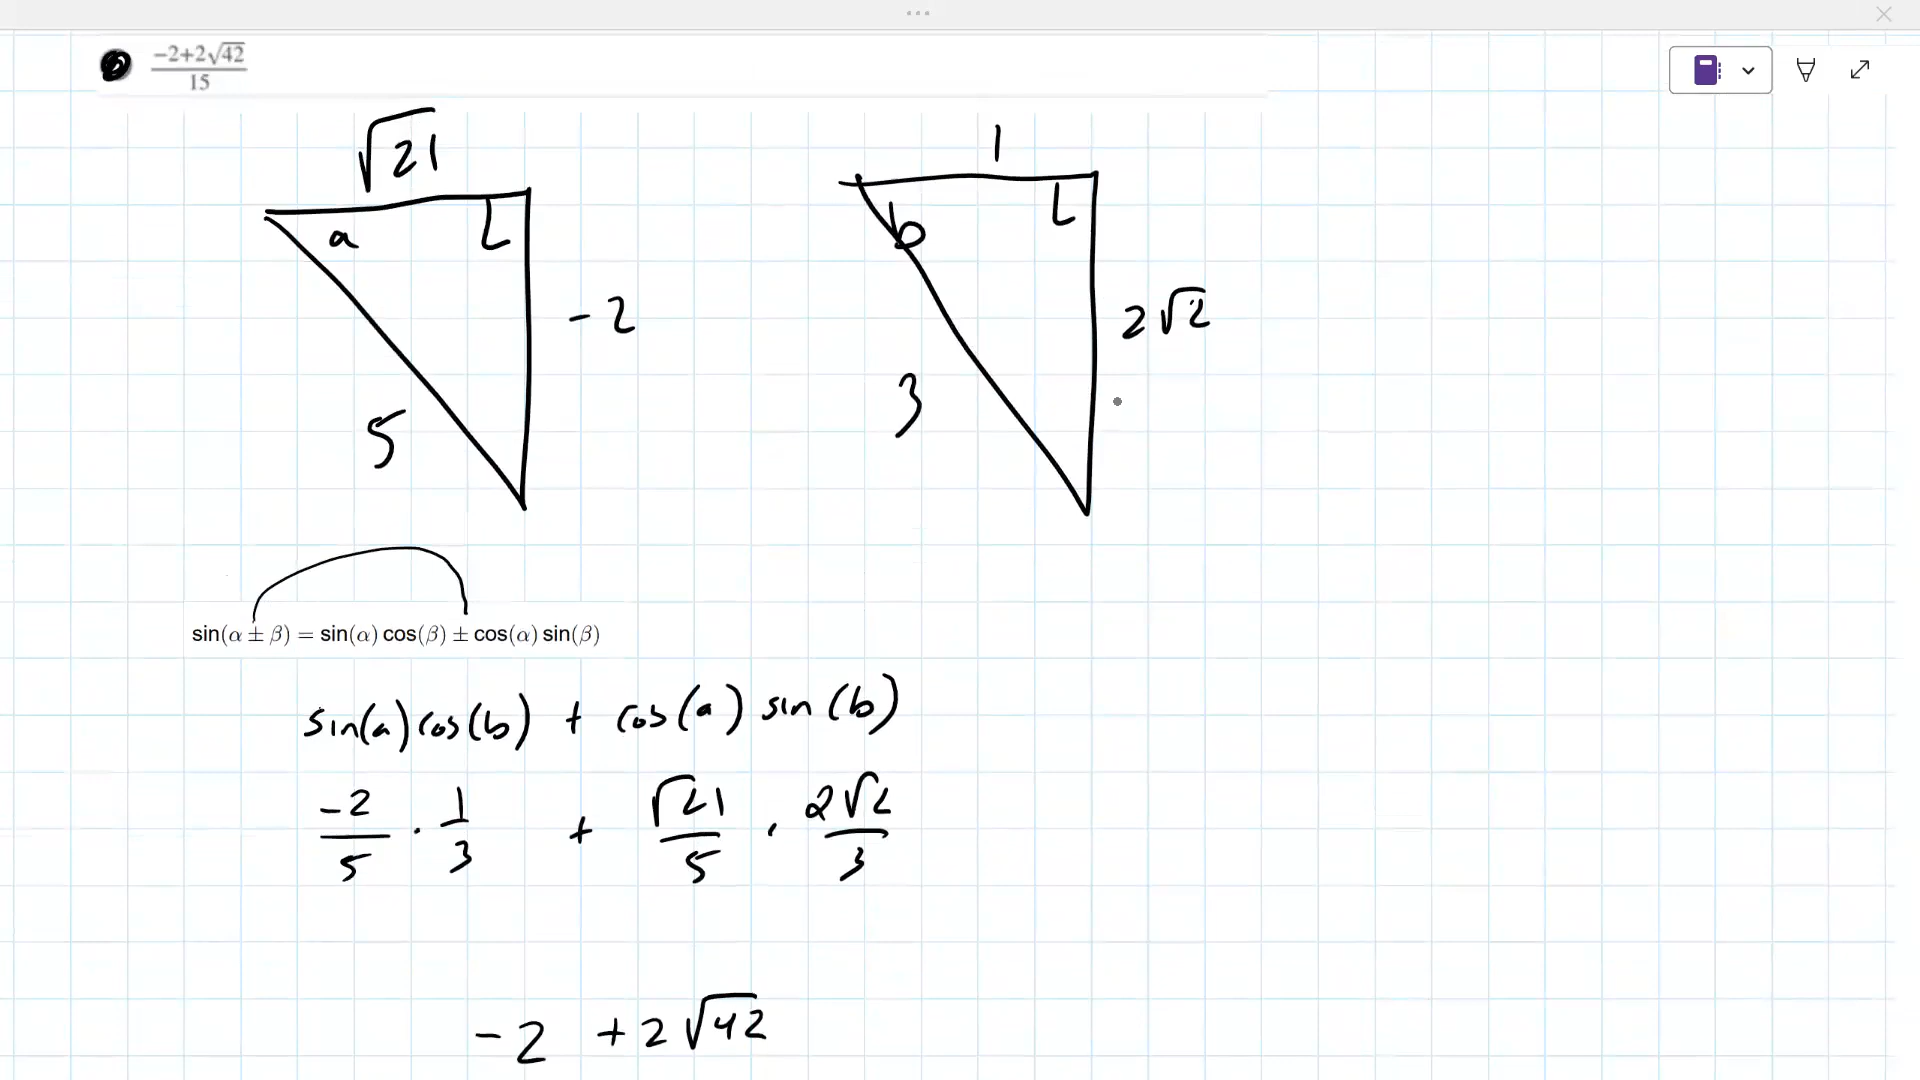 −2+2√42
15
√21
1
a
b
-2
2√2
3
5
sin(α ± β) = sin(α) cos(β) ± cos(α) sin(β)
sin(a) cos(b) + cos(a) sin(b)
-2/5 · 1/3 + √21/5 · 2√2/3
-2 + 2√42